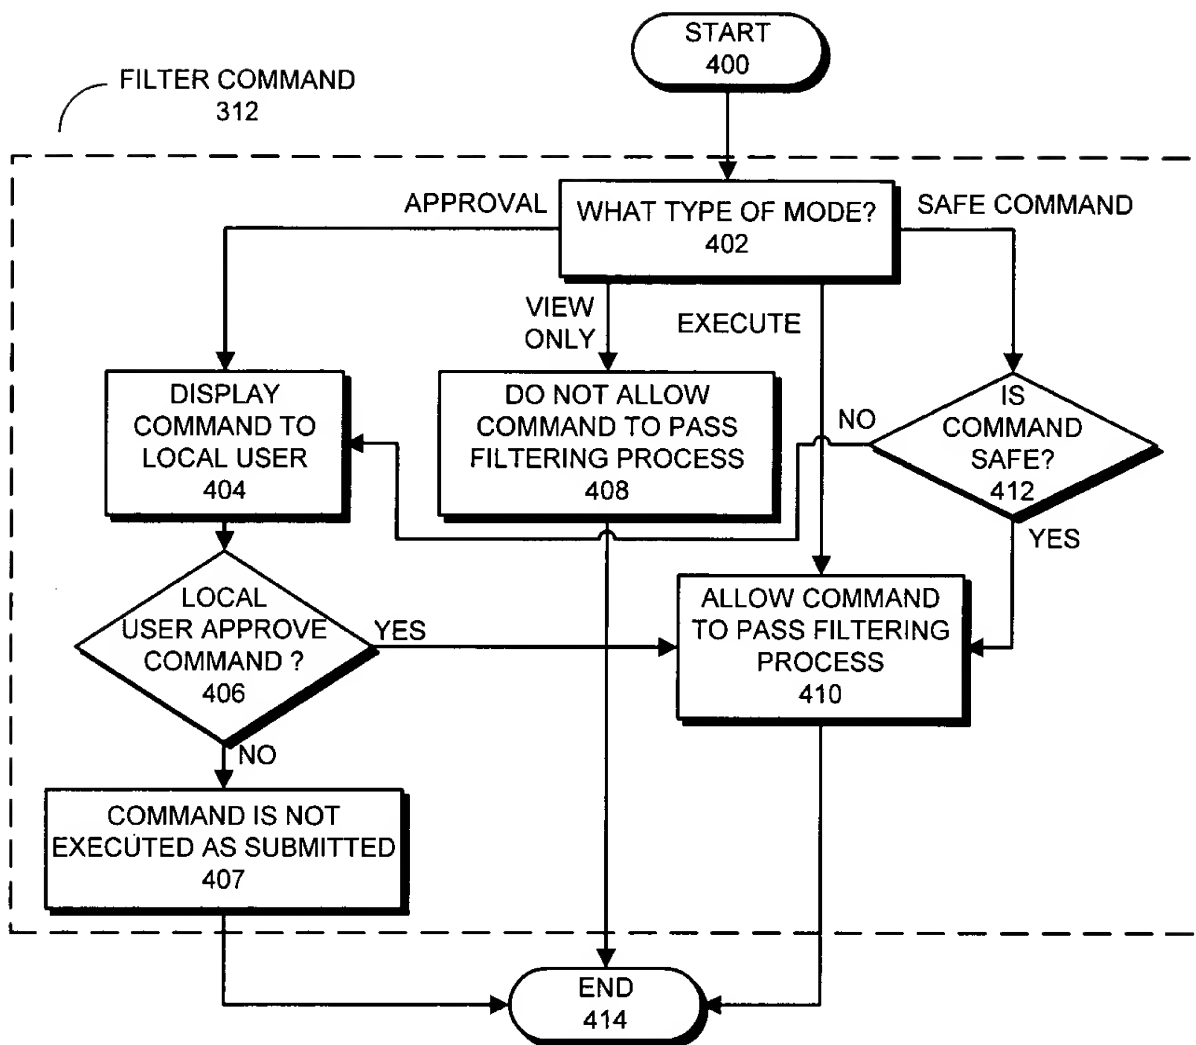 START
400
FILTER COMMAND
312
APPROVAL
WHAT TYPE OF MODE?
402
SAFE COMMAND
VIEW
ONLY
EXECUTE
DISPLAY
COMMAND TO
LOCAL USER
404
DO NOT ALLOW
COMMAND TO PASS
FILTERING PROCESS
408
NO
IS
COMMAND
SAFE?
412
YES
LOCAL
USER APPROVE
COMMAND ?
406
YES
ALLOW COMMAND
TO PASS FILTERING
PROCESS
410
NO
COMMAND IS NOT
EXECUTED AS SUBMITTED
407
END
414